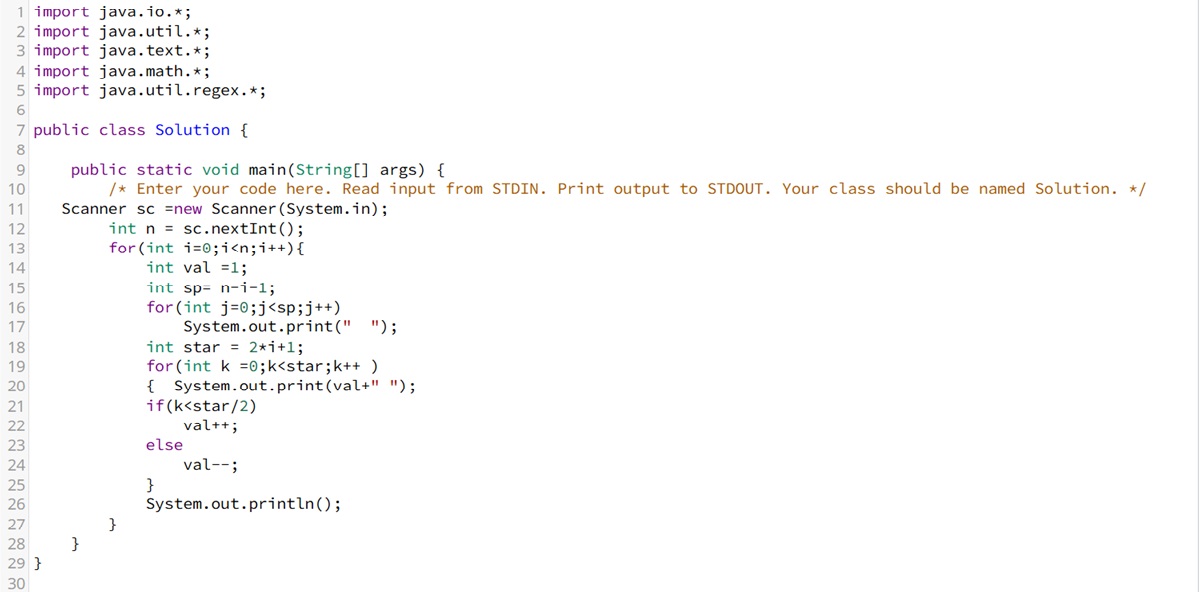 1 import java.io.*;
2 import java.util.*;
3 import java.text.*;
4 import java.math.*;
5 import java.util.regex.*;
6
7 public class Solution {
8
9     public static void main(String[] args) {
10         /* Enter your code here. Read input from STDIN. Print output to STDOUT. Your class should be named Solution. */
11    Scanner sc =new Scanner(System.in);
12         int n = sc.nextInt();
13         for(int i=0;i<n;i++){
14             int val =1;
15             int sp= n-i-1;
16             for(int j=0;j<sp;j++)
17                 System.out.print("  ");
18             int star = 2*i+1;
19             for(int k =0;k<star;k++ )
20             {  System.out.print(val+" ");
21             if(k<star/2)
22                 val++;
23             else
24                 val--;
25             }
26             System.out.println();
27         }
28     }
29 }
30